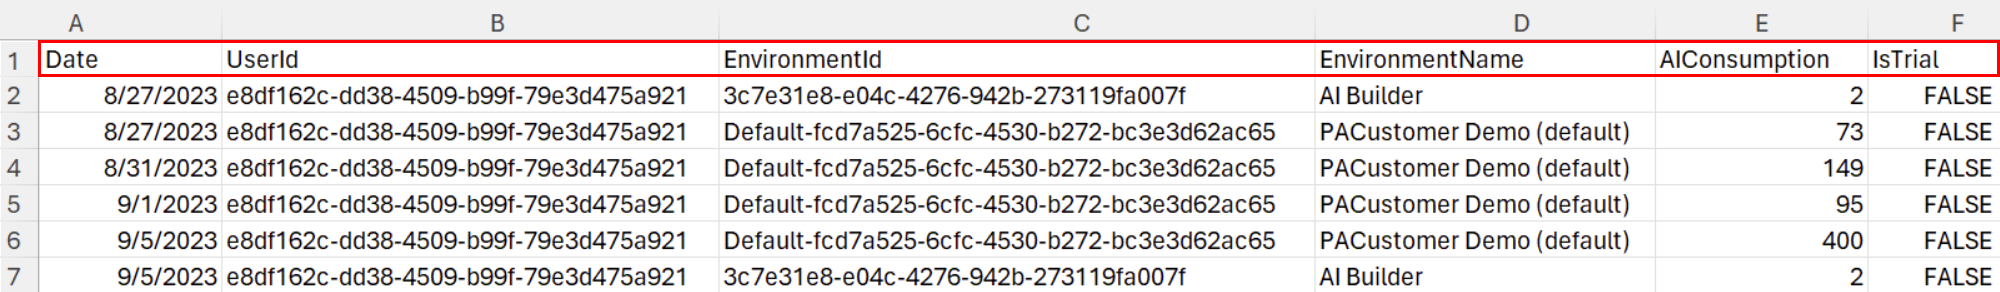 A B C D E F
1 Date UserId EnvironmentId EnvironmentName AIConsumption IsTrial
2 8/27/2023 e8df162c-dd38-4509-b99f-79e3d475a921 3c7e31e8-e04c-4276-942b-273119fa007f AI Builder 2 FALSE
3 8/27/2023 e8df162c-dd38-4509-b99f-79e3d475a921 Default-fcd7a525-6cfc-4530-b272-bc3e3d62ac65 PACustomer Demo (default) 73 FALSE
4 8/31/2023 e8df162c-dd38-4509-b99f-79e3d475a921 Default-fcd7a525-6cfc-4530-b272-bc3e3d62ac65 PACustomer Demo (default) 149 FALSE
5 9/1/2023 e8df162c-dd38-4509-b99f-79e3d475a921 Default-fcd7a525-6cfc-4530-b272-bc3e3d62ac65 PACustomer Demo (default) 95 FALSE
6 9/5/2023 e8df162c-dd38-4509-b99f-79e3d475a921 Default-fcd7a525-6cfc-4530-b272-bc3e3d62ac65 PACustomer Demo (default) 400 FALSE
7 9/5/2023 e8df162c-dd38-4509-b99f-79e3d475a921 3c7e31e8-e04c-4276-942b-273119fa007f AI Builder 2 FALSE